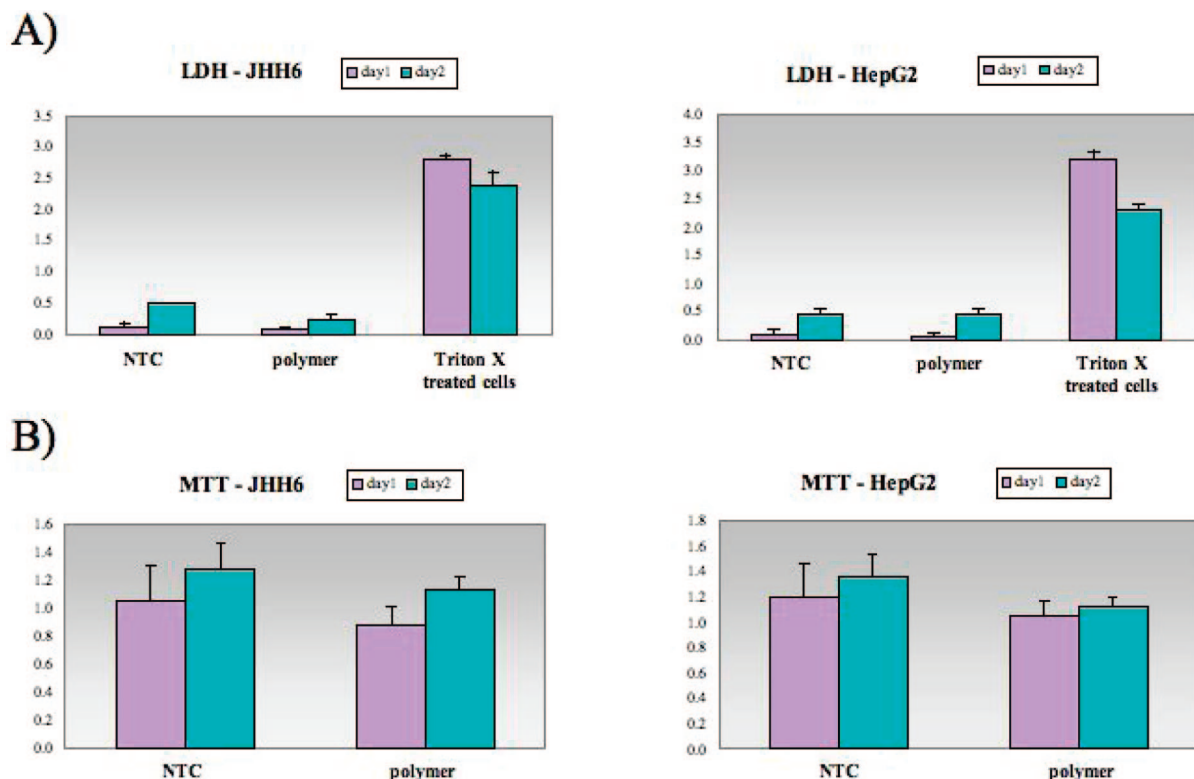 A)
LDH - JHH6
day1 day2
3.5
3.0
2.5
2.0
1.5
1.0
0.5
0.0
NTC
polymer
Triton X
treated cells
LDH - HepG2
day1 day2
4.0
3.5
3.0
2.5
2.0
1.5
1.0
0.5
0.0
NTC
polymer
Triton X
treated cells
B)
MTT - JHH6
day1 day2
1.6
1.4
1.2
1.0
0.8
0.6
0.4
0.2
0.0
NTC
polymer
MTT - HepG2
day1 day2
1.8
1.6
1.4
1.2
1.0
0.8
0.6
0.4
0.2
0.0
NTC
polymer